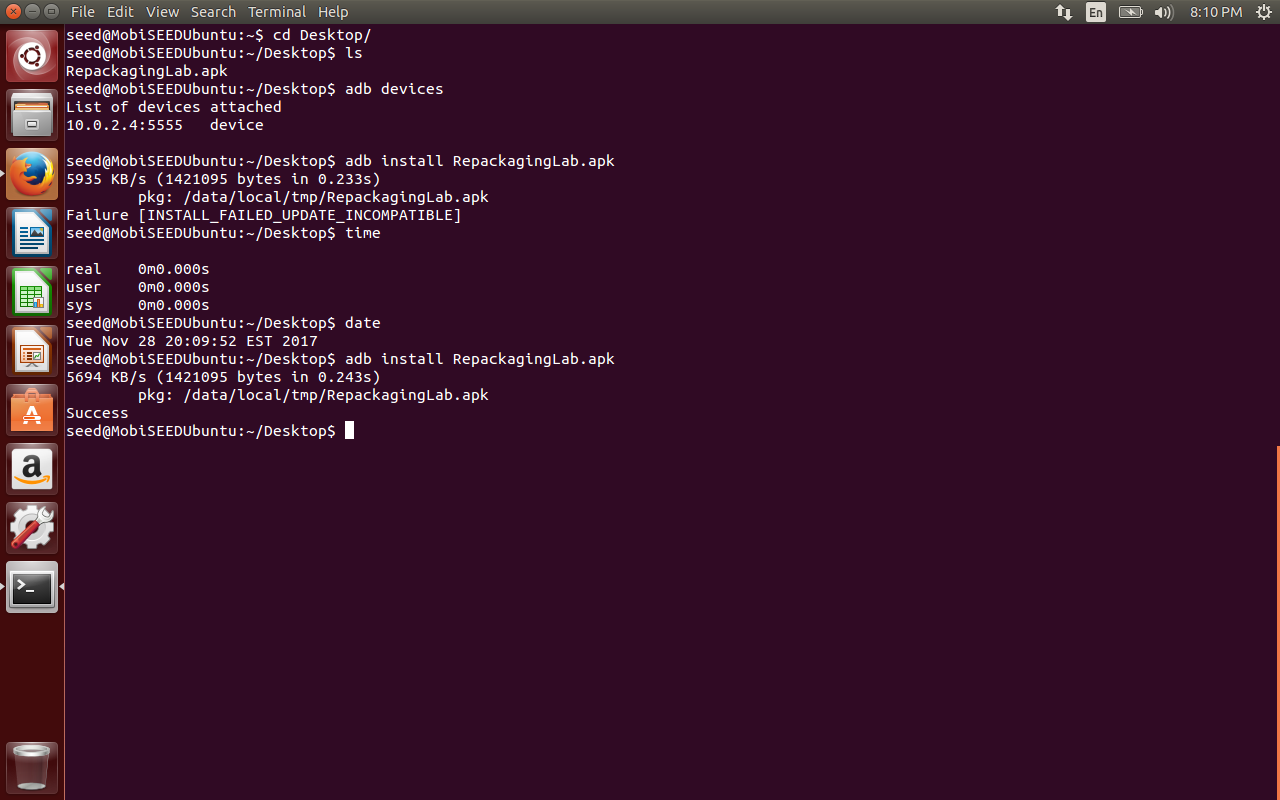 File Edit View Search Terminal Help En 8:10 PM
seed@MobiSEEDUbuntu:~$ cd Desktop/
seed@MobiSEEDUbuntu:~/Desktop$ ls
RepackagingLab.apk
seed@MobiSEEDUbuntu:~/Desktop$ adb devices
List of devices attached
10.0.2.4:5555   device
seed@MobiSEEDUbuntu:~/Desktop$ adb install RepackagingLab.apk
5935 KB/s (1421095 bytes in 0.233s)
        pkg: /data/local/tmp/RepackagingLab.apk
Failure [INSTALL_FAILED_UPDATE_INCOMPATIBLE]
seed@MobiSEEDUbuntu:~/Desktop$ time
real    0m0.000s
user    0m0.000s
sys     0m0.000s
seed@MobiSEEDUbuntu:~/Desktop$ date
Tue Nov 28 20:09:52 EST 2017
seed@MobiSEEDUbuntu:~/Desktop$ adb install RepackagingLab.apk
5694 KB/s (1421095 bytes in 0.243s)
        pkg: /data/local/tmp/RepackagingLab.apk
Success
seed@MobiSEEDUbuntu:~/Desktop$